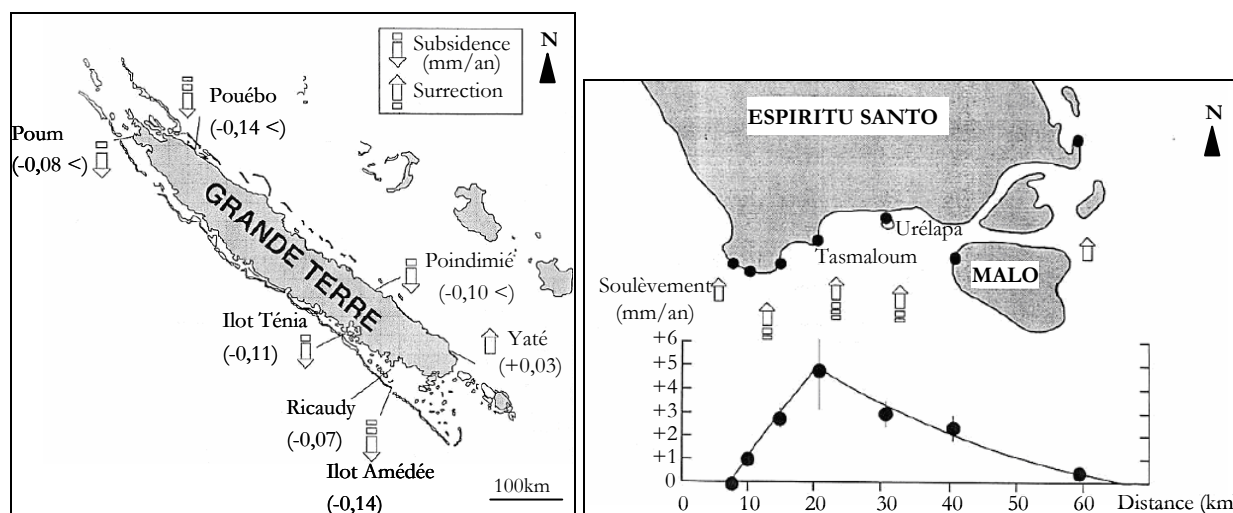 Subsidence
(mm/an)
Surrection
N
Pouébo
(-0,14 <)
Poum
(-0,08 <)
GRANDE TERRE
Poindimié
(-0,10 <)
Ilot Ténia
(-0,11)
Yaté
(+0,03)
Ricaudy
(-0,07)
Ilot Amédée
(-0,14)
100km
ESPIRITU SANTO
N
Urélapa
Tasmaloum
MALO
Soulèvement
(mm/an)
+6
+5
+4
+3
+2
+1
0
0 10 20 30 40 50 60 Distance (km